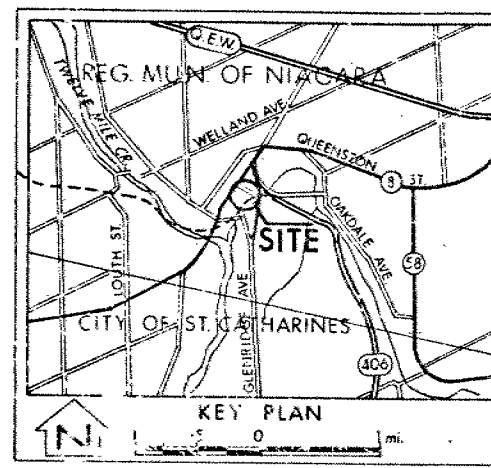 Q.E.W.
REG. MUN. OF NIAGARA
TWELVE MILE CR.
WELLAND AVE.
QUEENSTON ST.
8
OAKDALE AVE
SITE
LOUTH ST.
58
CITY OF ST. CATHARINES
GLENRIDGE AVE
406
KEY PLAN
N
.5 0 mi.